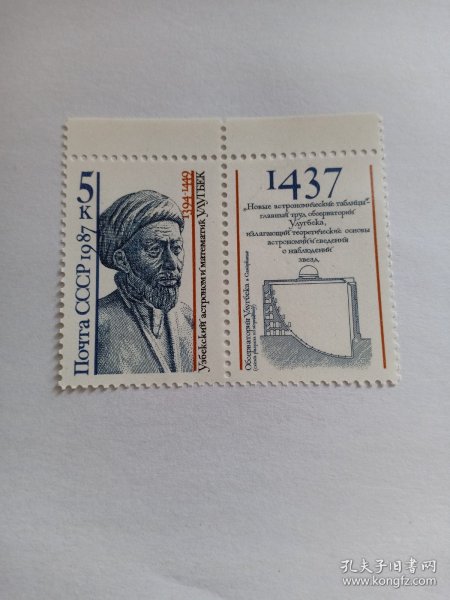 5
к
Почта СССР 1987
1394-1449
Узбекский астроном и математик УЛУГБЕК
1437
„Новые астрономические таблицы“-
главный труд обсерватории
Улугбека,
излагающий теоретические основы
астрономии и сведения
о наблюдении
звезд
Обсерватория Улугбека в Самарканде
孔夫子旧书网
www.kongfz.com